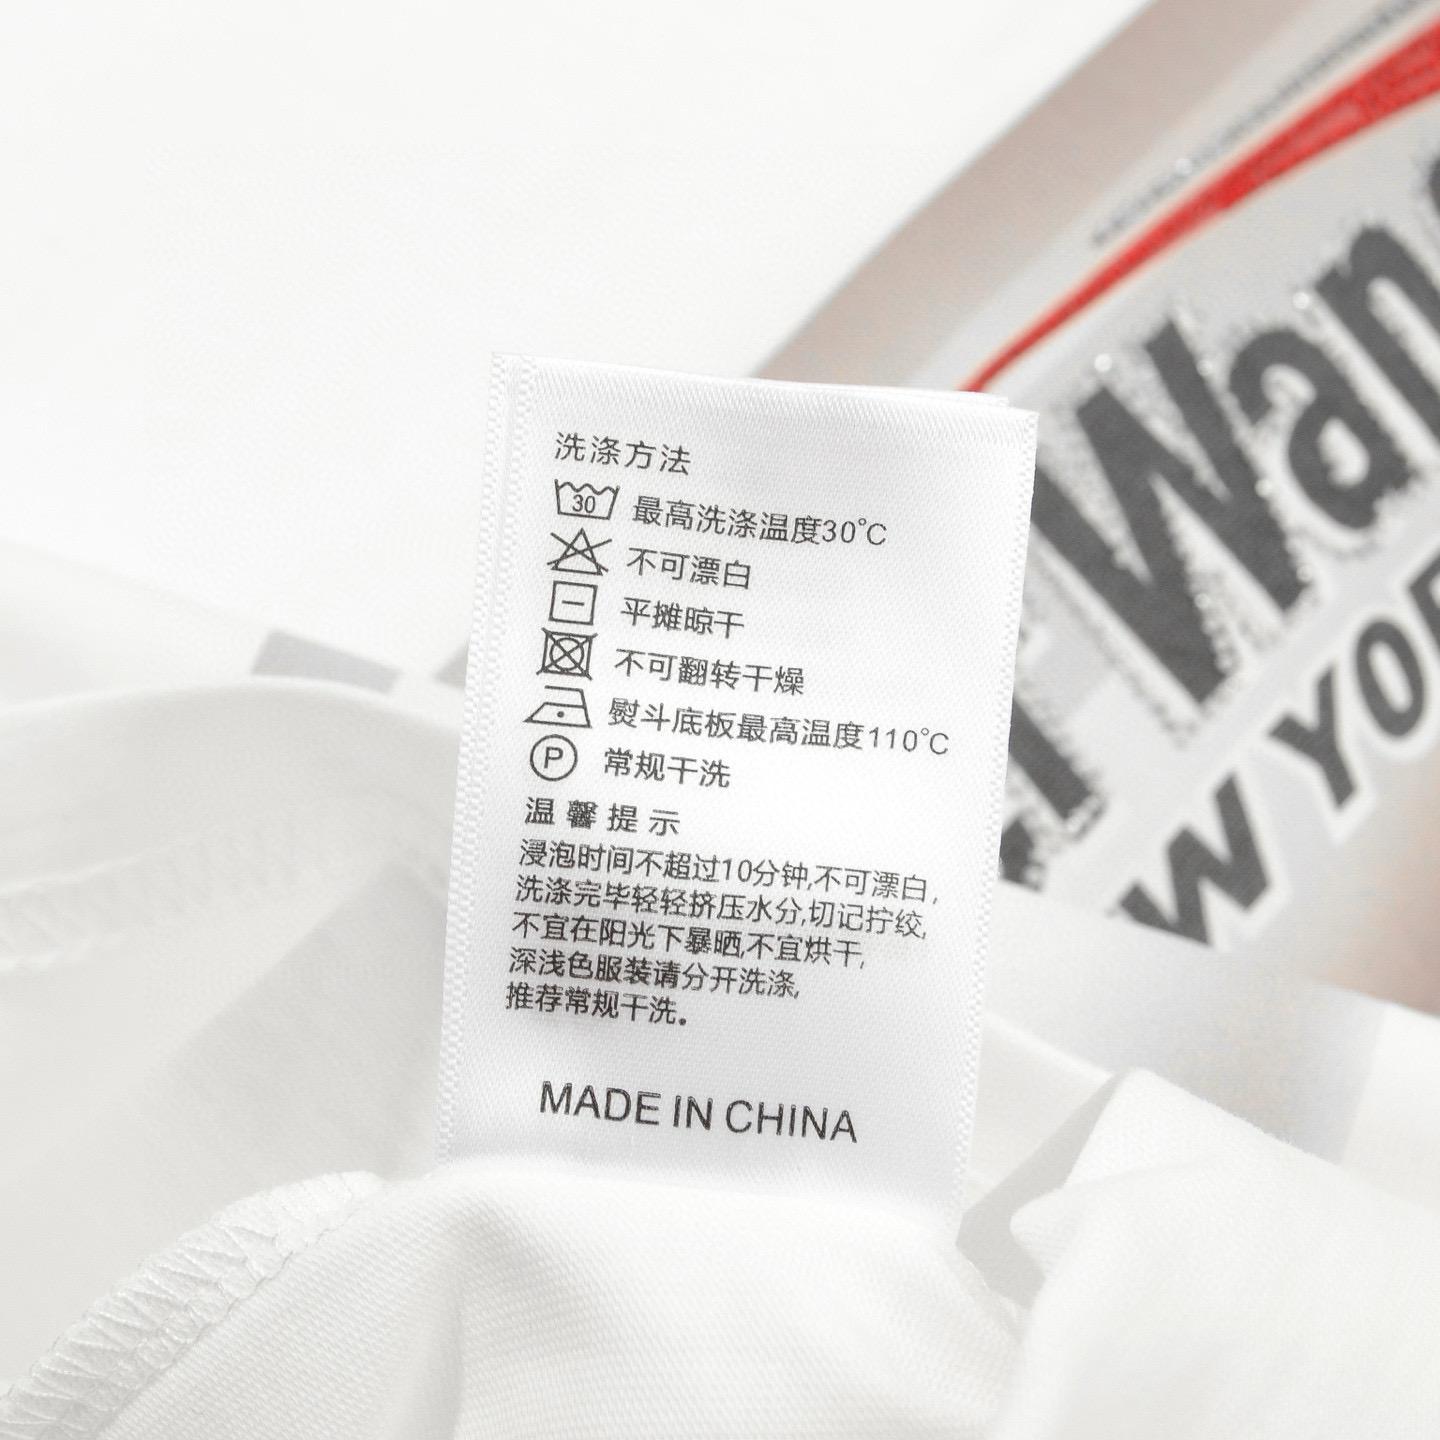 洗涤方法
30 最高洗涤温度30℃
不可漂白
平摊晾干
不可翻转干燥
熨斗底板最高温度110℃
P 常规干洗
温馨提示
浸泡时间不超过10分钟,不可漂白,
洗涤完毕轻轻挤压水分,切记拧绞,
不宜在阳光下暴晒,不宜烘干,
深浅色服装请分开洗涤,
推荐常规干洗。
MADE IN CHINA